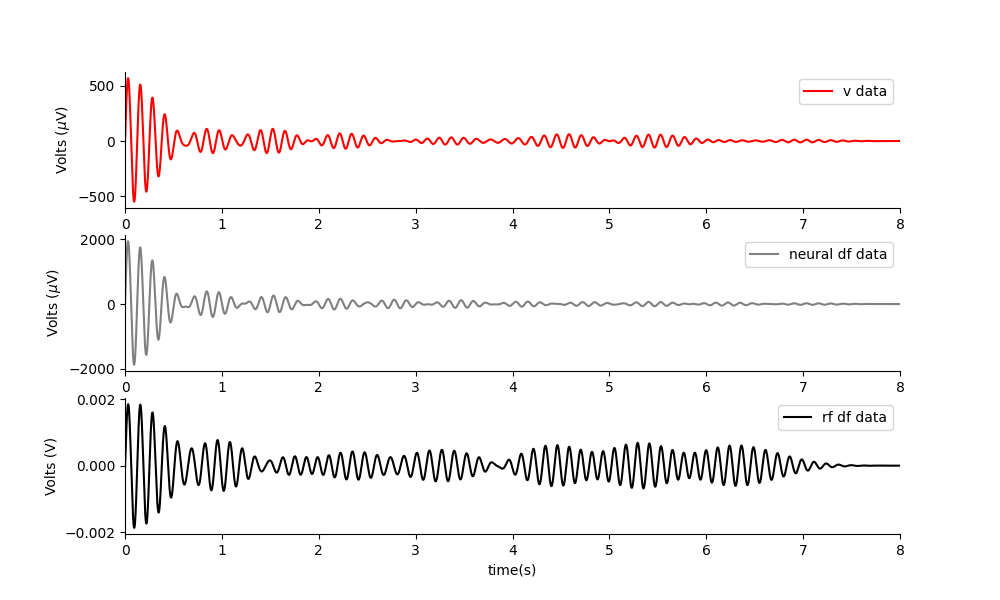 500
0
−500
Volts (μV)
v data
0 1 2 3 4 5 6 7 8
2000
0
−2000
Volts (μV)
neural df data
0 1 2 3 4 5 6 7 8
0.002
0.000
−0.002
Volts (V)
rf df data
0 1 2 3 4 5 6 7 8
time(s)